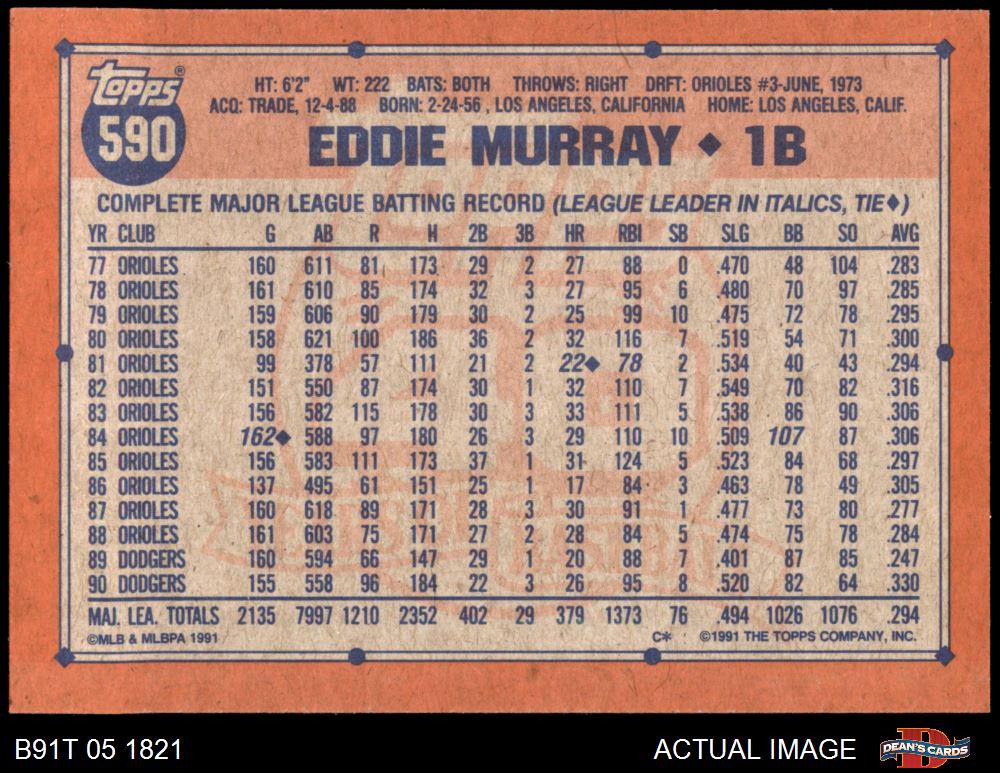 Topps®
590
HT: 6'2" WT: 222 BATS: BOTH THROWS: RIGHT DRFT: ORIOLES #3-JUNE, 1973
ACQ: TRADE, 12-4-88 BORN: 2-24-56 , LOS ANGELES, CALIFORNIA HOME: LOS ANGELES, CALIF.
EDDIE MURRAY ◆ 1B
COMPLETE MAJOR LEAGUE BATTING RECORD (LEAGUE LEADER IN ITALICS, TIE◆)
YR CLUB G AB R H 2B 3B HR RBI SB SLG BB SO AVG
77 ORIOLES 160 611 81 173 29 2 27 88 0 .470 48 104 .283
78 ORIOLES 161 610 85 174 32 3 27 95 6 .480 70 97 .285
79 ORIOLES 159 606 90 179 30 2 25 99 10 .475 72 78 .295
80 ORIOLES 158 621 100 186 36 2 32 116 7 .519 54 71 .300
81 ORIOLES 99 378 57 111 21 2 22◆ 78 2 .534 40 43 .294
82 ORIOLES 151 550 87 174 30 1 32 110 7 .549 70 82 .316
83 ORIOLES 156 582 115 178 30 3 33 111 5 .538 86 90 .306
84 ORIOLES 162◆ 588 97 180 26 3 29 110 10 .509 107 87 .306
85 ORIOLES 156 583 111 173 37 1 31 124 5 .523 84 68 .297
86 ORIOLES 137 495 61 151 25 1 17 84 3 .463 78 49 .305
87 ORIOLES 160 618 89 171 28 3 30 91 1 .477 73 80 .277
88 ORIOLES 161 603 75 171 27 2 28 84 5 .474 75 78 .284
89 DODGERS 160 594 66 147 29 1 20 88 7 .401 87 85 .247
90 DODGERS 155 558 96 184 22 3 26 95 8 .520 82 64 .330
MAJ. LEA. TOTALS 2135 7997 1210 2352 402 29 379 1373 76 .494 1026 1076 .294
©MLB & MLBPA 1991 C* ©1991 THE TOPPS COMPANY, INC.
B91T 05 1821 ACTUAL IMAGE DEAN'S CARDS